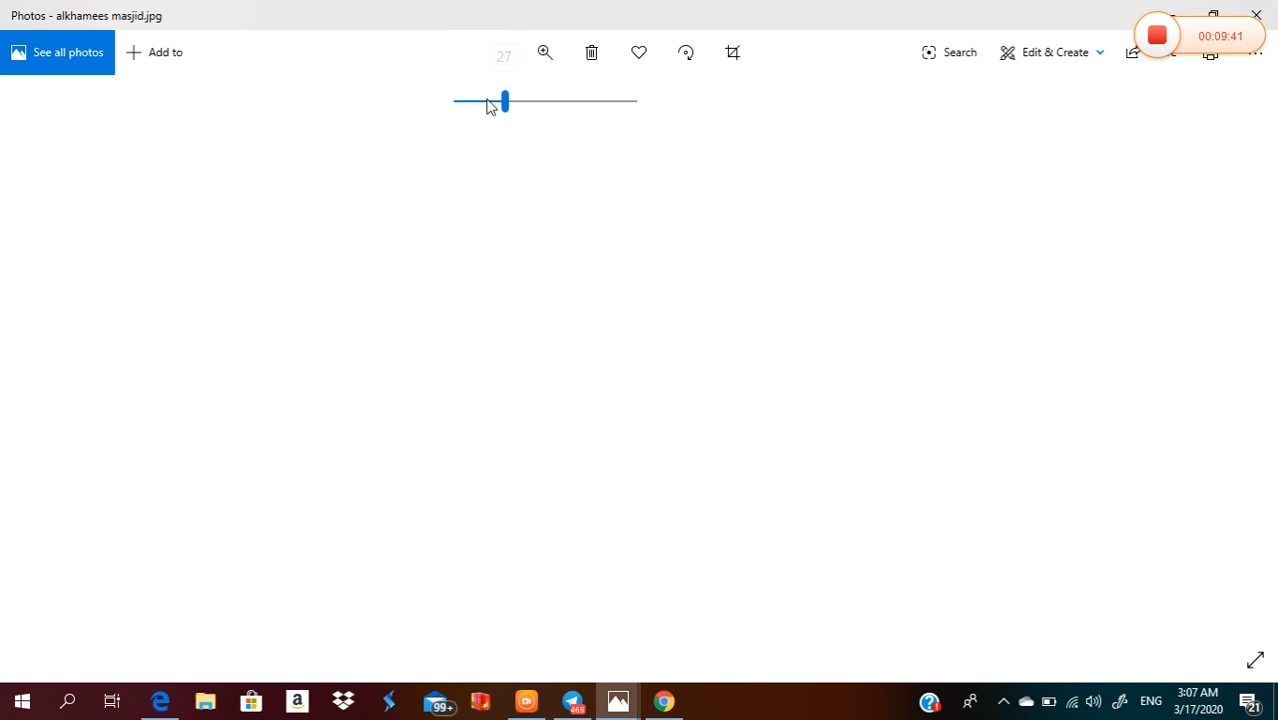 Photos - alkhamees masjid.jpg
00:09:41
See all photos
Add to
27
Search
Edit & Create
99+
469
ENG
3:07 AM
3/17/2020
21